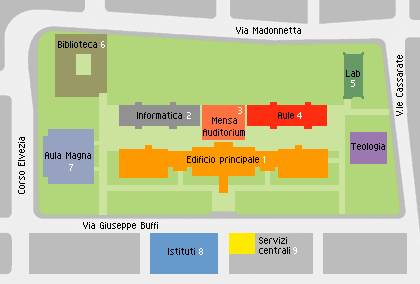 Via Madonnetta
Biblioteca 6
Lab
5
V.le Cassarate
Informatica 2
3
Mensa
Auditorium
Aule 4
Corso Elvezia
Aula Magna
7
Edificio principale 1
Teologia
Via Giuseppe Buffi
Istituti 8
Servizi
centrali 9